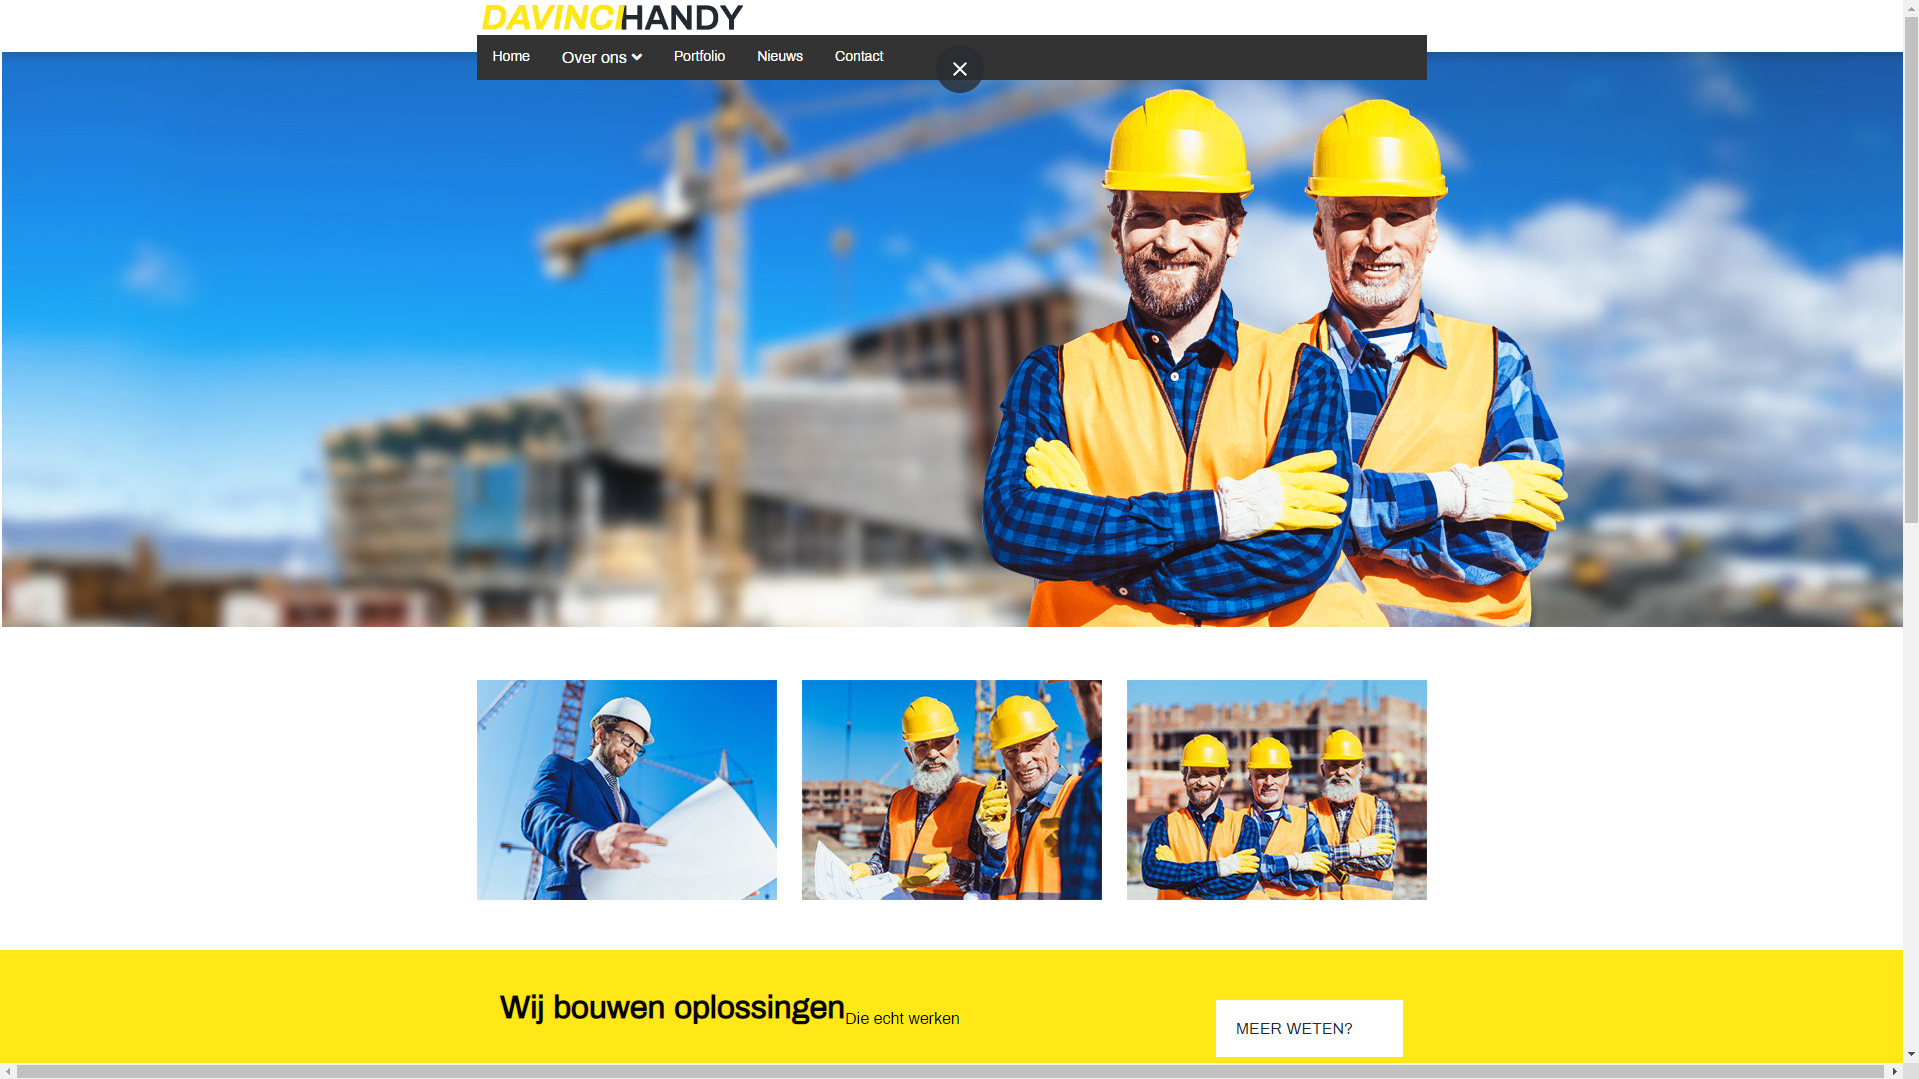 DAVINCIHANDY
Home
Over ons
Portfolio
Nieuws
Contact
Wij bouwen oplossingen
Die echt werken
MEER WETEN?